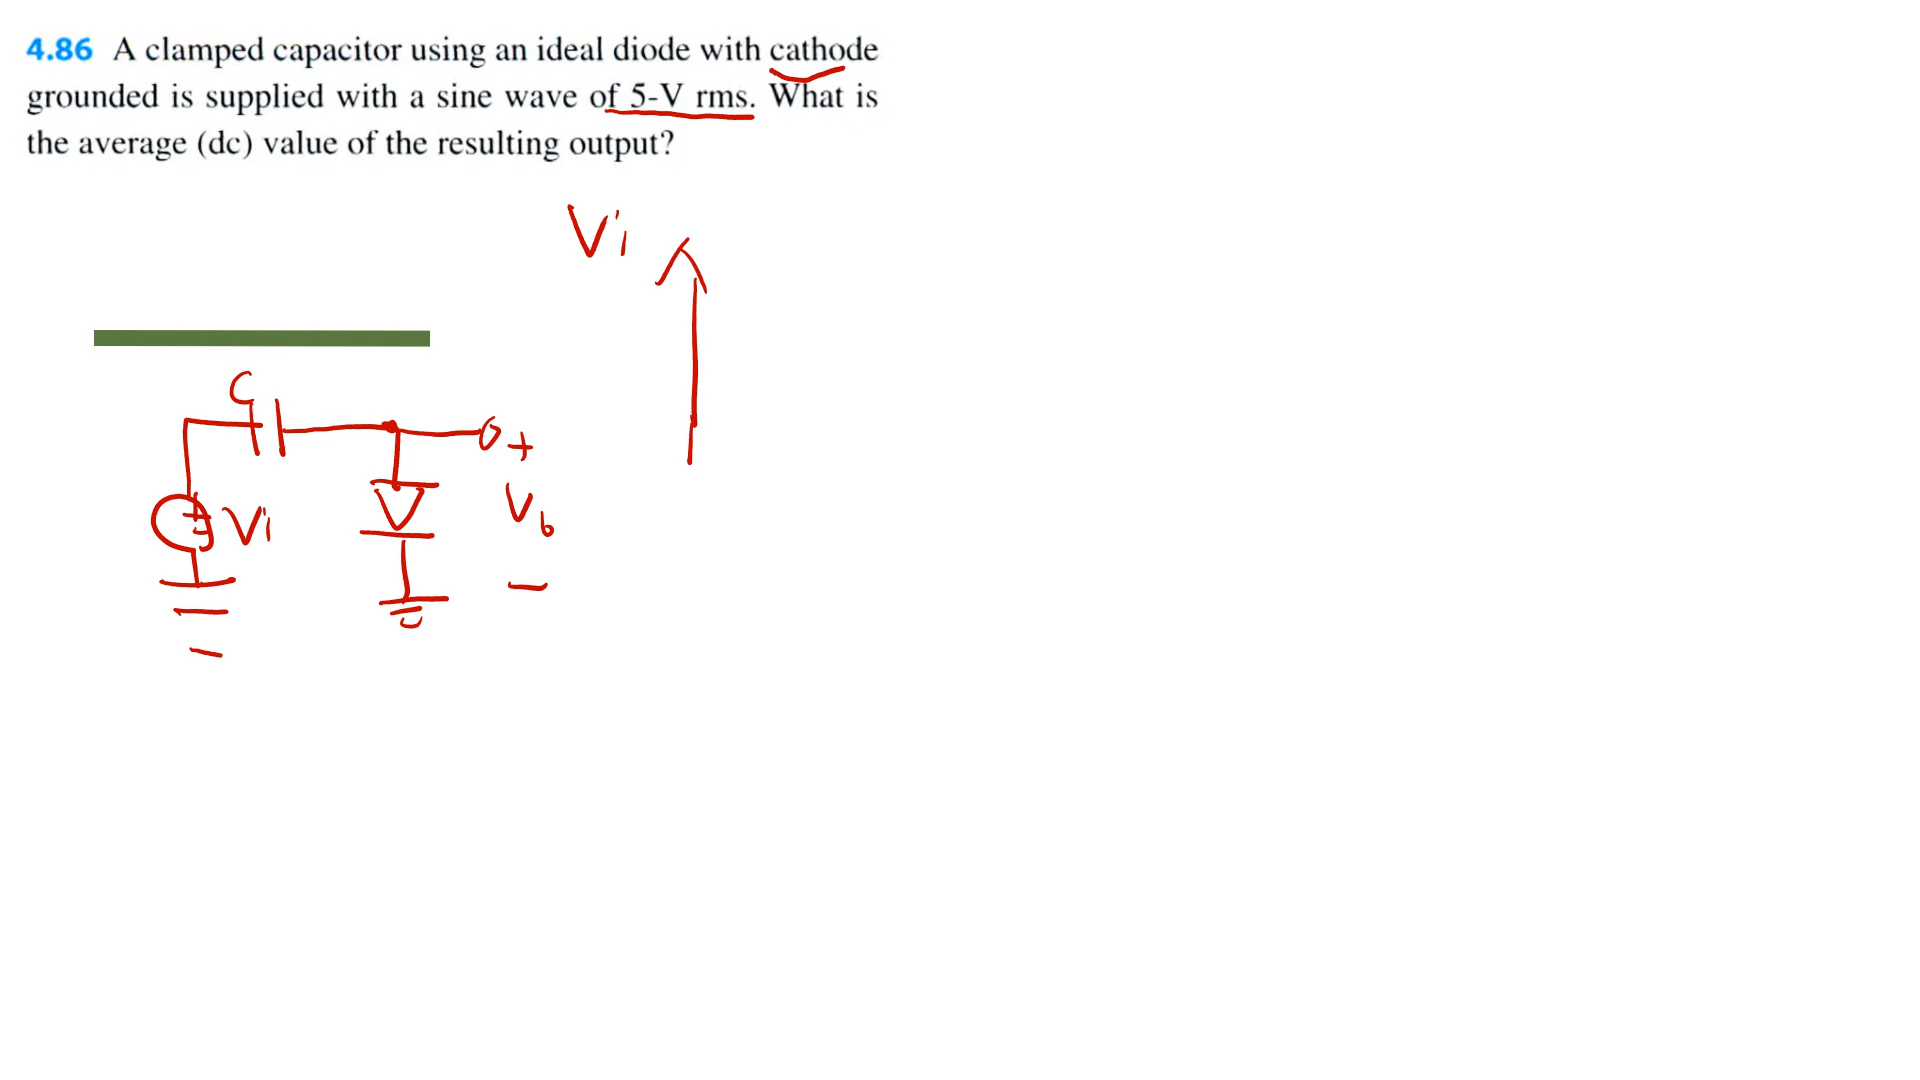 4.86 A clamped capacitor using an ideal diode with cathode
grounded is supplied with a sine wave of 5-V rms. What is
the average (dc) value of the resulting output?
Vi
C
+
+
-
Vi
V
-